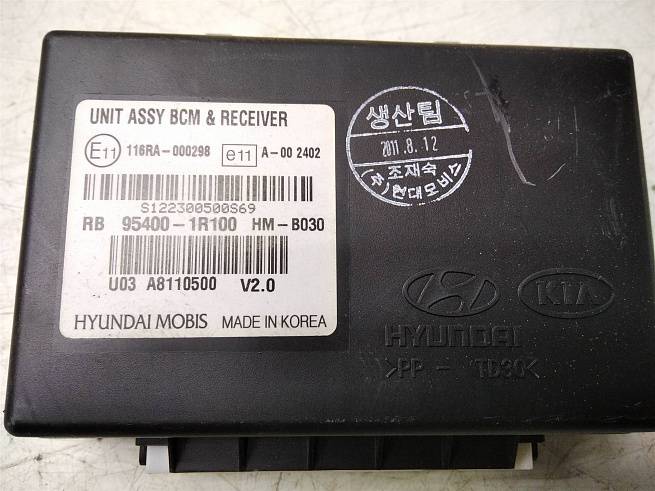 UNIT ASSY BCM & RECEIVER
E11 116RA-000298 e11 A-00 2402
S122300500S69
RB 95400-1R100 HM-B030
U03 A8110500 V2.0
HYUNDAI MOBIS MADE IN KOREA
생산팀
2011.8.12
조재숙
(주)현대모비스
KIA
HYUNDAI
>PP - TD30<